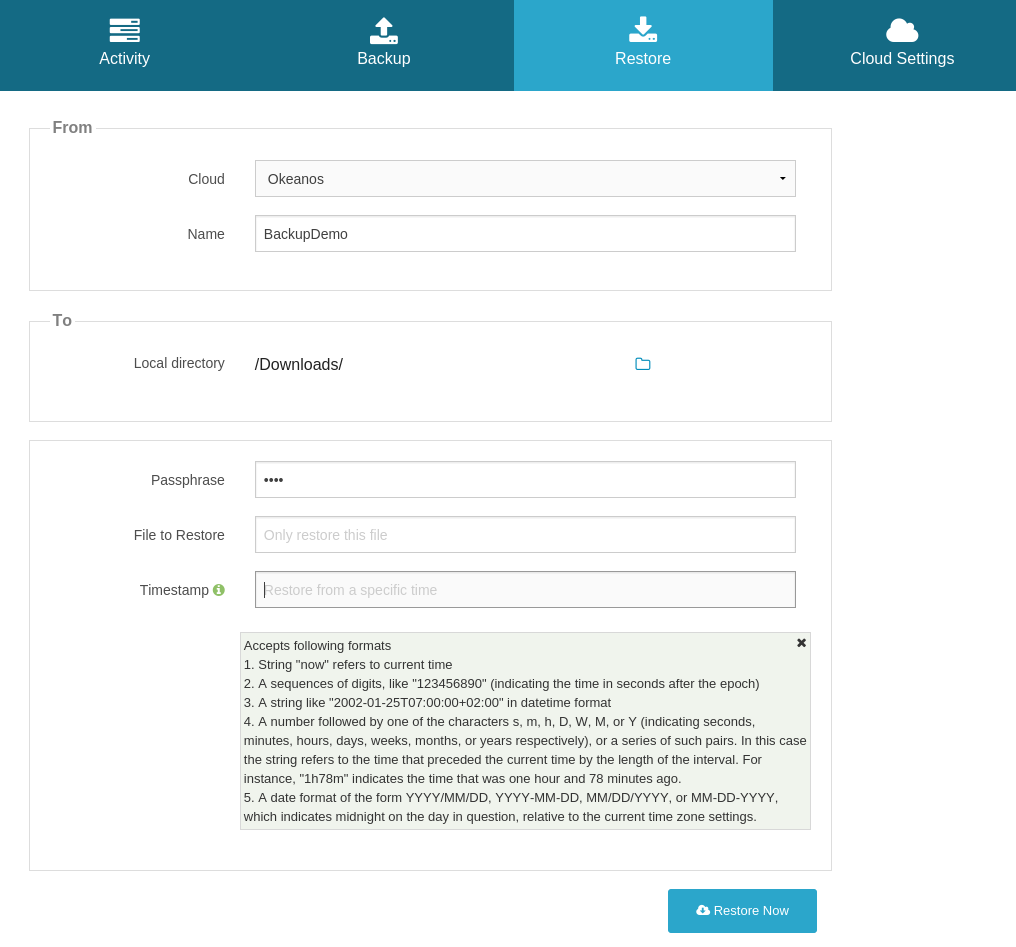 Activity
Backup
Restore
Cloud Settings
From
Cloud
Okeanos
Name
BackupDemo
To
Local directory
/Downloads/
Passphrase
••••
File to Restore
Only restore this file
Timestamp
Restore from a specific time
Accepts following formats
1. String "now" refers to current time
2. A sequences of digits, like "123456890" (indicating the time in seconds after the epoch)
3. A string like "2002-01-25T07:00:00+02:00" in datetime format
4. A number followed by one of the characters s, m, h, D, W, M, or Y (indicating seconds,
minutes, hours, days, weeks, months, or years respectively), or a series of such pairs. In this case
the string refers to the time that preceded the current time by the length of the interval. For
instance, "1h78m" indicates the time that was one hour and 78 minutes ago.
5. A date format of the form YYYY/MM/DD, YYYY-MM-DD, MM/DD/YYYY, or MM-DD-YYYY,
which indicates midnight on the day in question, relative to the current time zone settings.
Restore Now